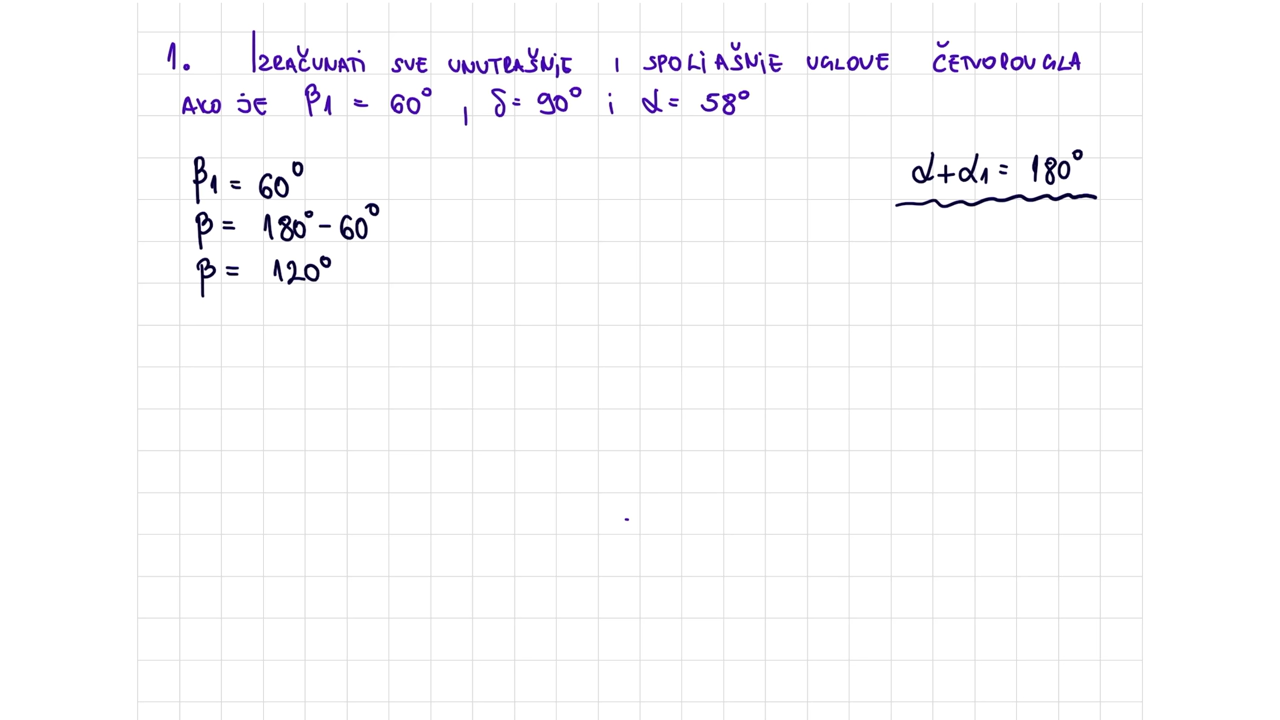 1. IZRAČUNATI SVE UNUTRAŠNJE I SPOLJAŠNJE UGLOVE ČETVOROUGLA
AKO JE β1 = 60°, δ = 90° i α = 58°
β1 = 60°
β = 180° - 60°
β = 120°
α + α1 = 180°